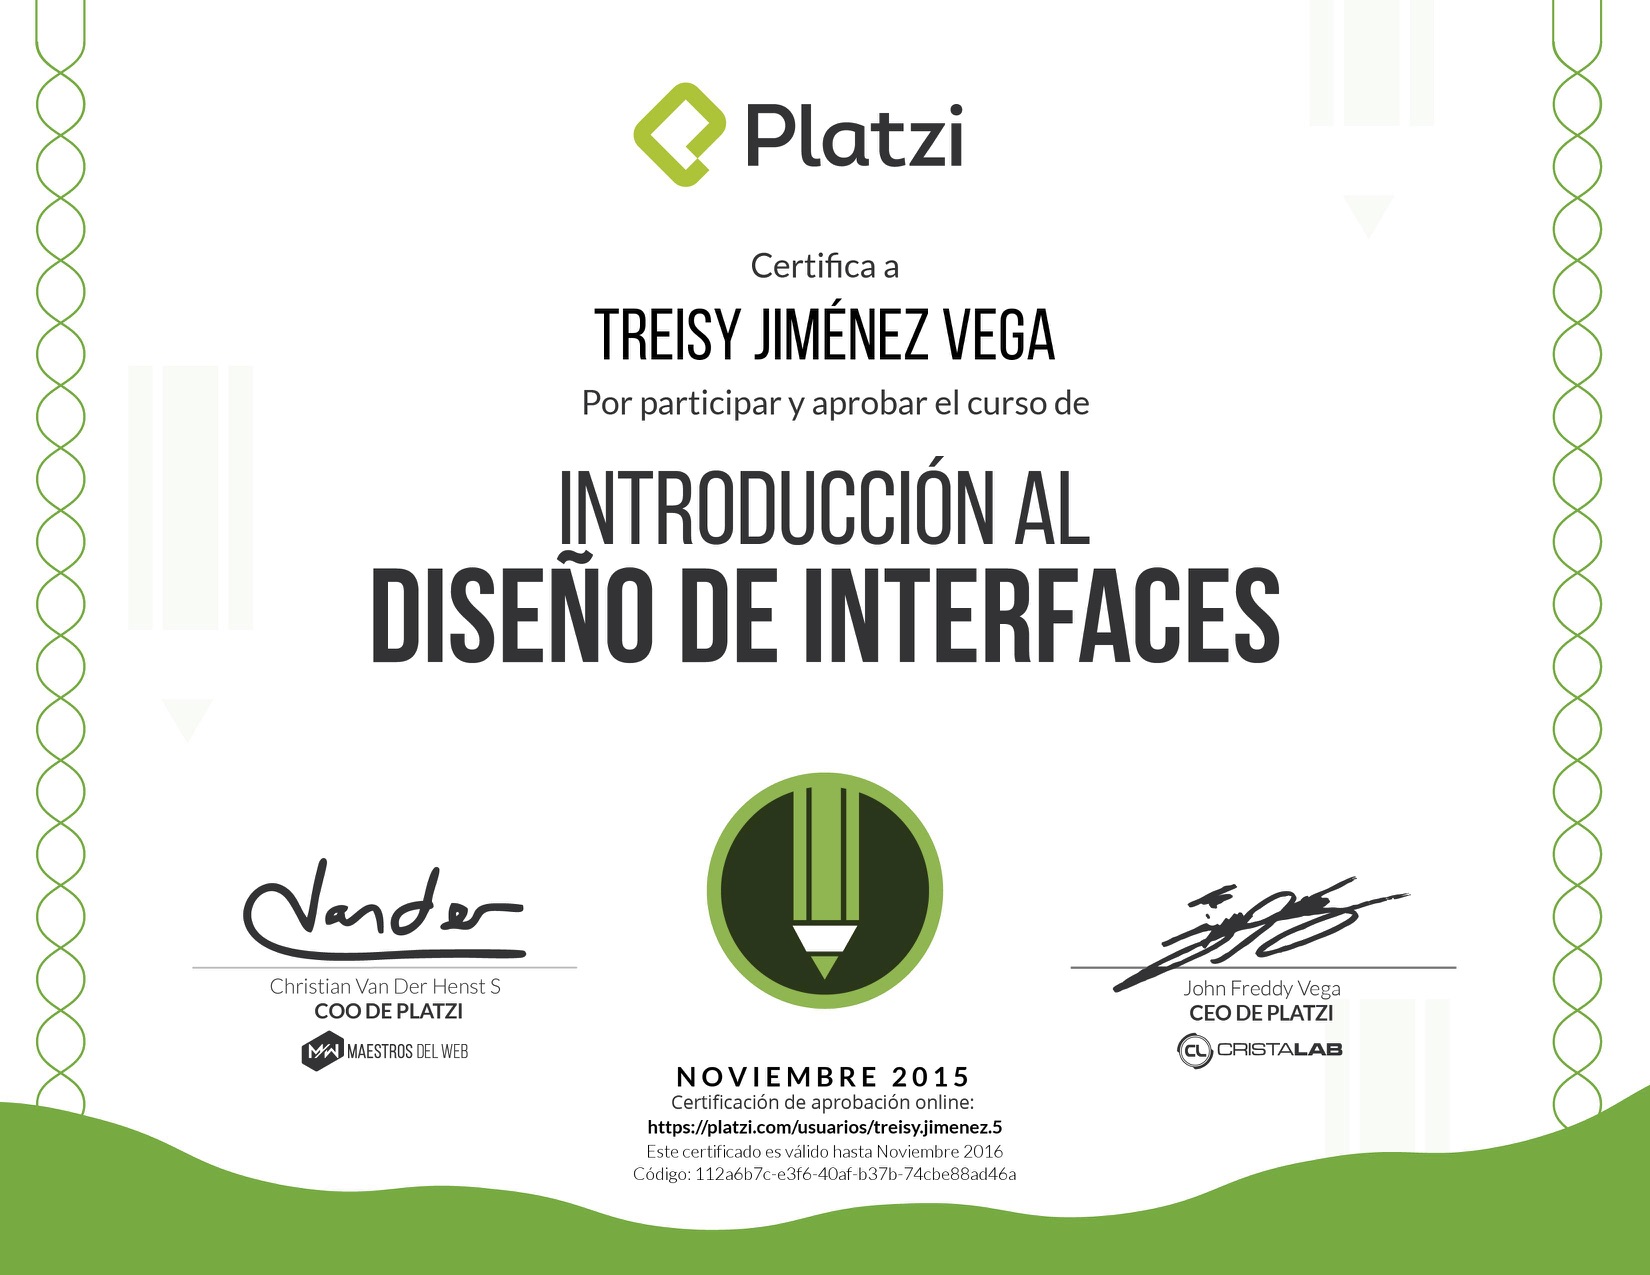 Platzi
Certifica a
TREISY JIMÉNEZ VEGA
Por participar y aprobar el curso de
INTRODUCCIÓN AL
DISEÑO DE INTERFACES
Vander
Christian Van Der Henst S
COO DE PLATZI
MW MAESTROS DEL WEB
John Freddy Vega
CEO DE PLATZI
CL CRISTALAB
NOVIEMBRE 2015
Certificación de aprobación online:
https://platzi.com/usuarios/treisy.jimenez.5
Este certificado es válido hasta Noviembre 2016
Código: 112a6b7c-e3f6-40af-b37b-74cbe88ad46a